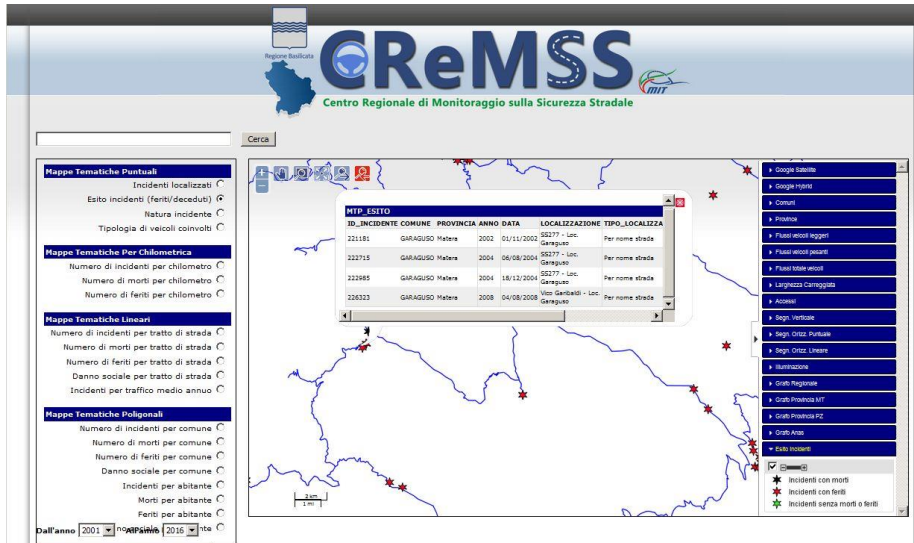 Regione Basilicata
CReMSS
MIT
Centro Regionale di Monitoraggio sulla Sicurezza Stradale
Cerca
Mappe Tematiche Puntuali
Incidenti localizzati
Esito incidenti (feriti/deceduti)
Natura incidente
Tipologia di veicoli coinvolti
Mappe Tematiche Per Chilometrica
Numero di incidenti per chilometro
Numero di morti per chilometro
Numero di feriti per chilometro
Mappe Tematiche Lineari
Numero di incidenti per tratto di strada
Numero di morti per tratto di strada
Numero di feriti per tratto di strada
Danno sociale per tratto di strada
Incidenti per traffico medio annuo
Mappe Tematiche Poligonali
Numero di incidenti per comune
Numero di morti per comune
Numero di feriti per comune
Danno sociale per comune
Incidenti per abitante
Morti per abitante
Feriti per abitante
Dall'anno 2001 All'anno 2016
MTP_ESITO
ID_INCIDENTE COMUNE PROVINCIA ANNO DATA LOCALIZZAZIONE TIPO_LOCALIZZA
221181 GARAGUSO Matera 2002 01/11/2002 SS277 - Loc. Garaguso Per nome strada
222715 GARAGUSO Matera 2004 06/08/2004 SS277 - Loc. Garaguso Per nome strada
222985 GARAGUSO Matera 2004 18/12/2004 SS277 - Loc. Garaguso Per nome strada
226323 GARAGUSO Matera 2008 04/08/2008 Vico Garibaldi - Loc. Garaguso Per nome strada
2 km
1 mi
Google Satellite
Google Hybrid
Comuni
Province
Flussi veicoli leggeri
Flussi veicoli pesanti
Flussi totale veicoli
Larghezza Carreggiata
Accessi
Segn. Verticale
Segn. Orizz. Puntuale
Segn. Orizz. Lineare
Illuminazione
Grafo Regionale
Grafo Provincia MT
Grafo Provincia PZ
Grafo Anas
Esito Incidenti
Incidenti con morti
Incidenti con feriti
Incidenti senza morti o feriti